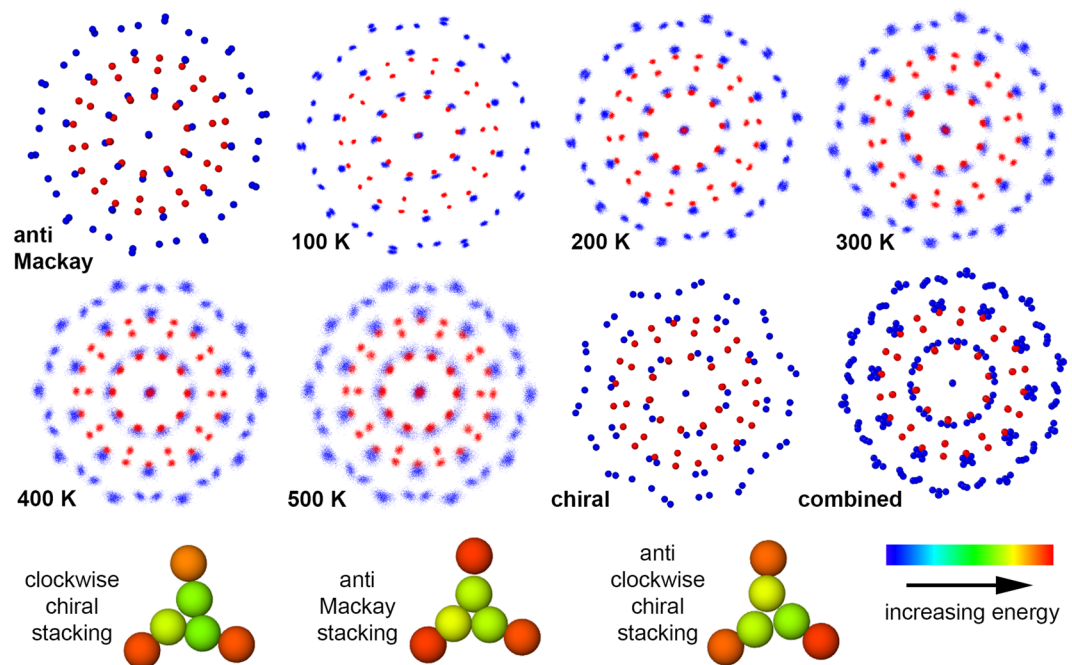 anti
Mackay
100 K
200 K
300 K
400 K
500 K
chiral
combined
clockwise
chiral
stacking
anti
Mackay
stacking
anti
clockwise
chiral
stacking
increasing energy